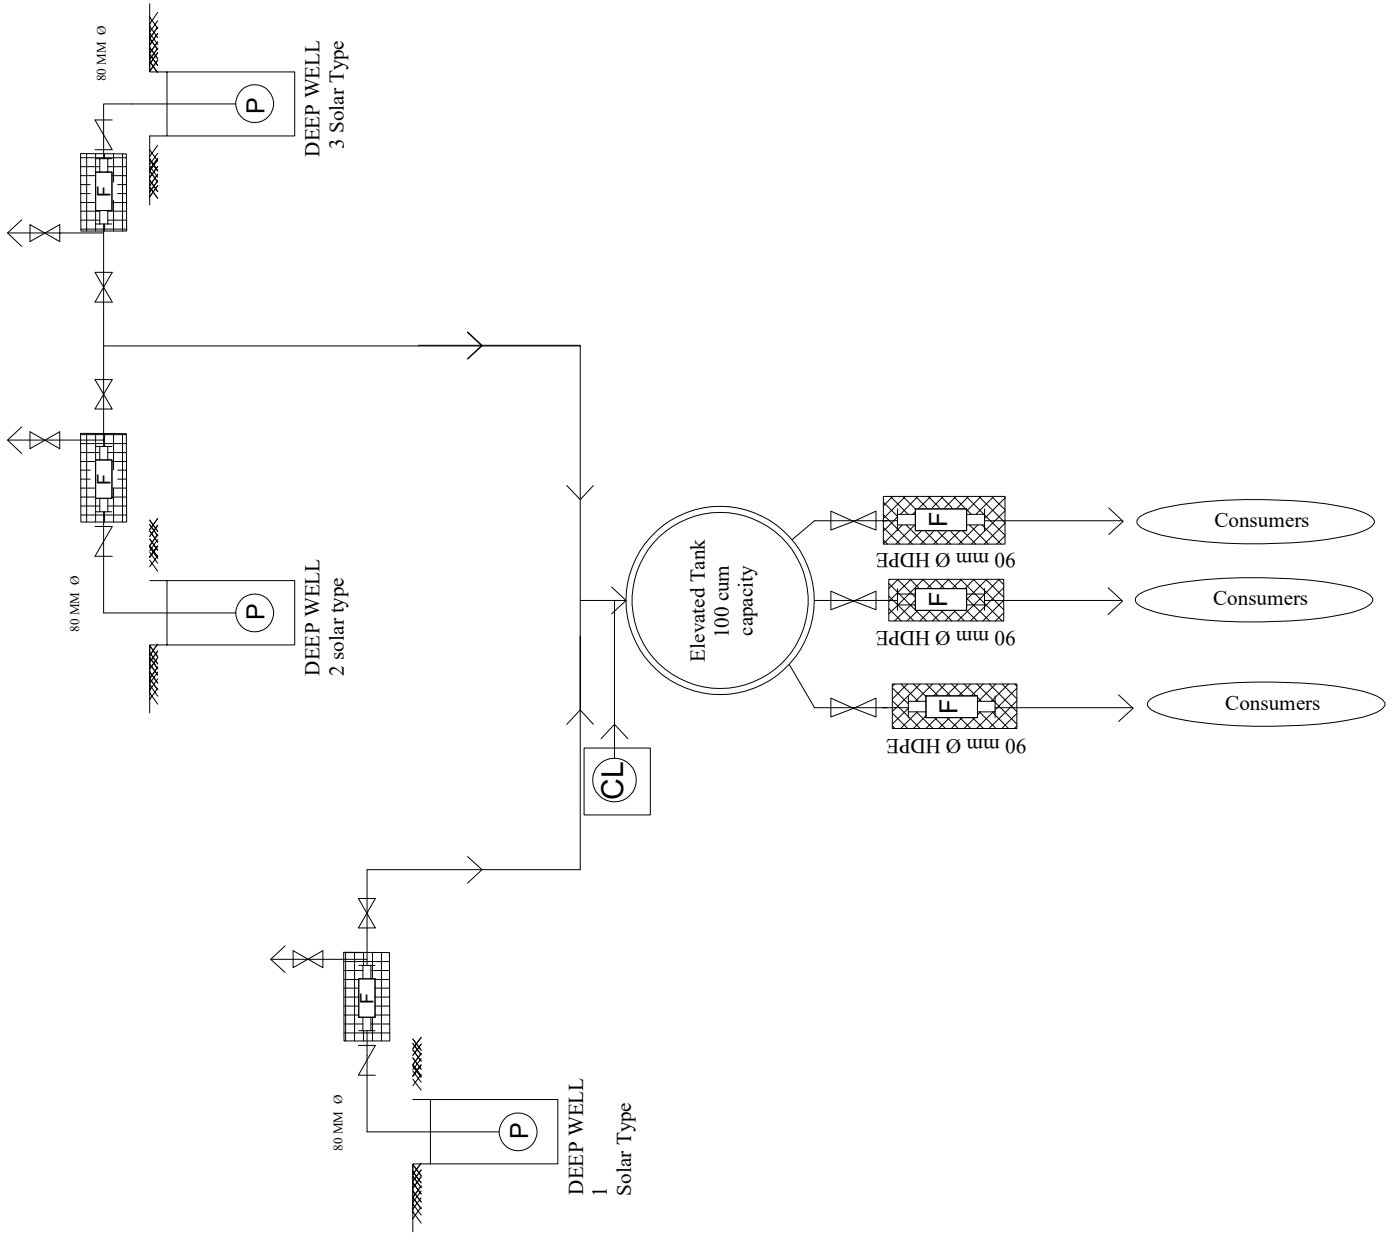 80 MM Ø
P
DEEP WELL
3 Solar Type
F
F
80 MM Ø
P
DEEP WELL
2 solar type
Elevated Tank
100 cum
capacity
F
90 mm Ø HDPE
Consumers
F
90 mm Ø HDPE
Consumers
F
90 mm Ø HDPE
Consumers
CL
F
80 MM Ø
P
DEEP WELL
1
Solar Type